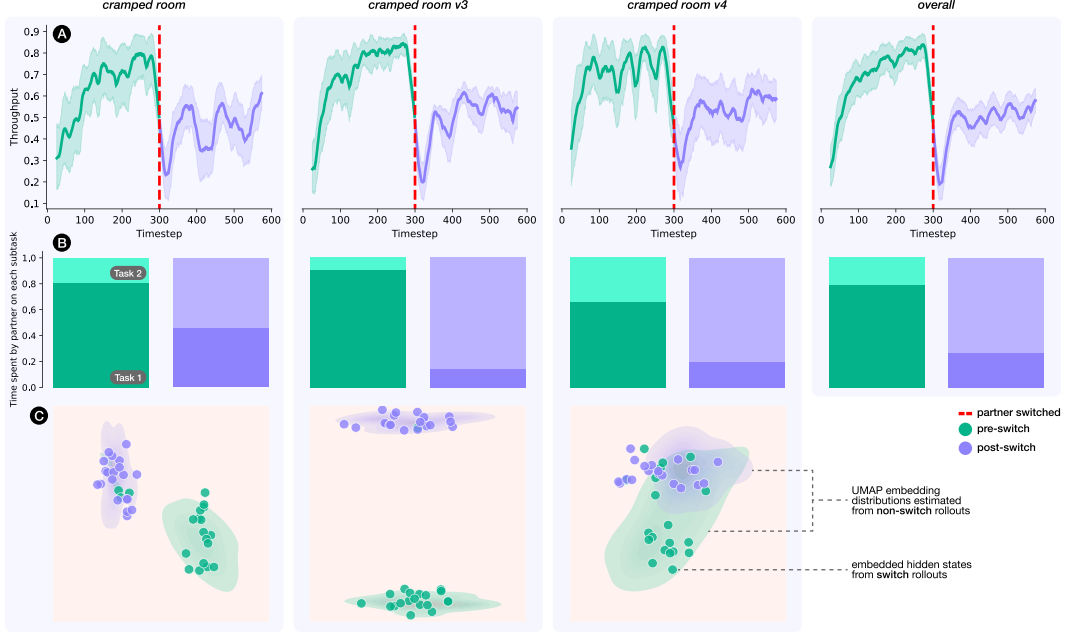 cramped room
cramped room v3
cramped room v4
overall
A
Throughput
0.9
0.8
0.7
0.6
0.5
0.4
0.3
0.2
0.1
0 100 200 300 400 500 600
0 100 200 300 400 500 600
0 100 200 300 400 500 600
0 100 200 300 400 500 600
Timestep
Timestep
Timestep
Timestep
B
Time spent by partner on each subtask
1.0
0.8
0.6
0.4
0.2
0.0
Task 2
Task 1
C
partner switched
pre-switch
post-switch
UMAP embedding
distributions estimated
from non-switch rollouts
embedded hidden states
from switch rollouts